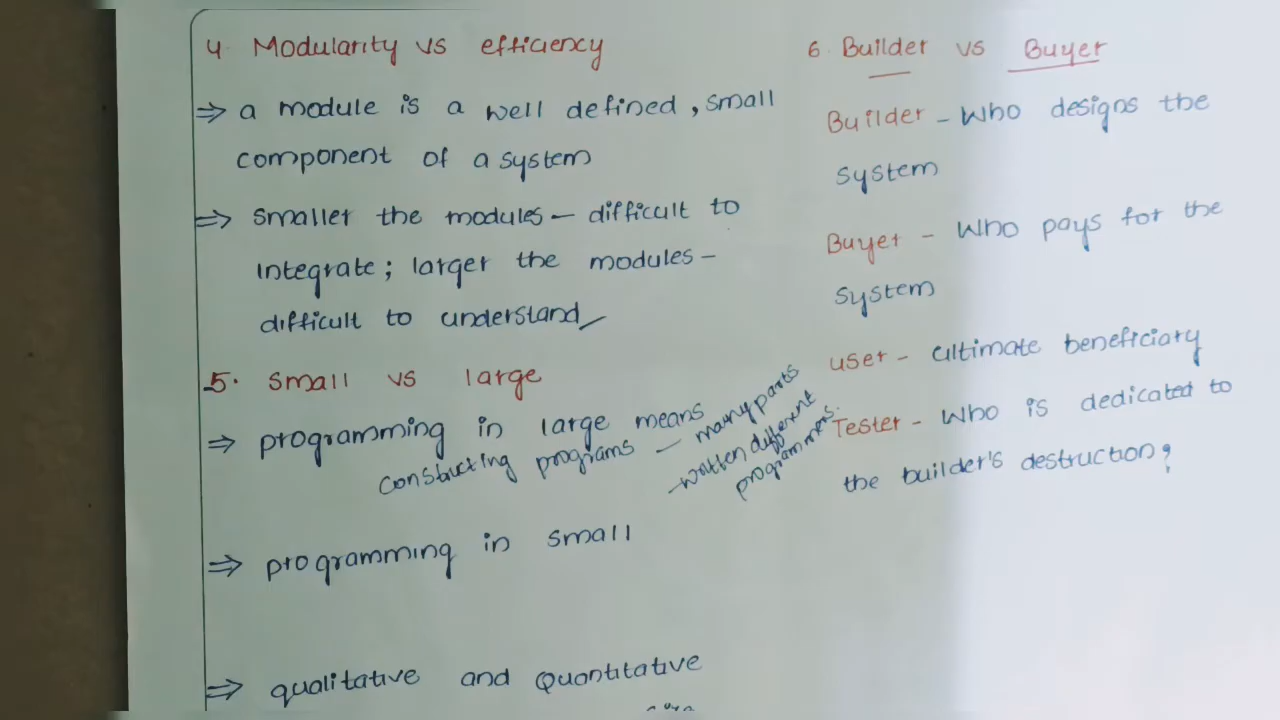 4. Modularity vs efficiency
⇒ a module is a well defined, small
component of a system
⇒ smaller the modules – difficult to
integrate; larger the modules –
difficult to understand
5. small vs large
⇒ programming in large means
constructing programs – many parts
– written different
programmers.
⇒ programming in small
⇒ qualitative and Quantitative
6. Builder vs Buyer
Builder – Who designs the
system
Buyer – Who pays for the
system
user – ultimate beneficiary
Tester – Who is dedicated to
the builder's destruction;